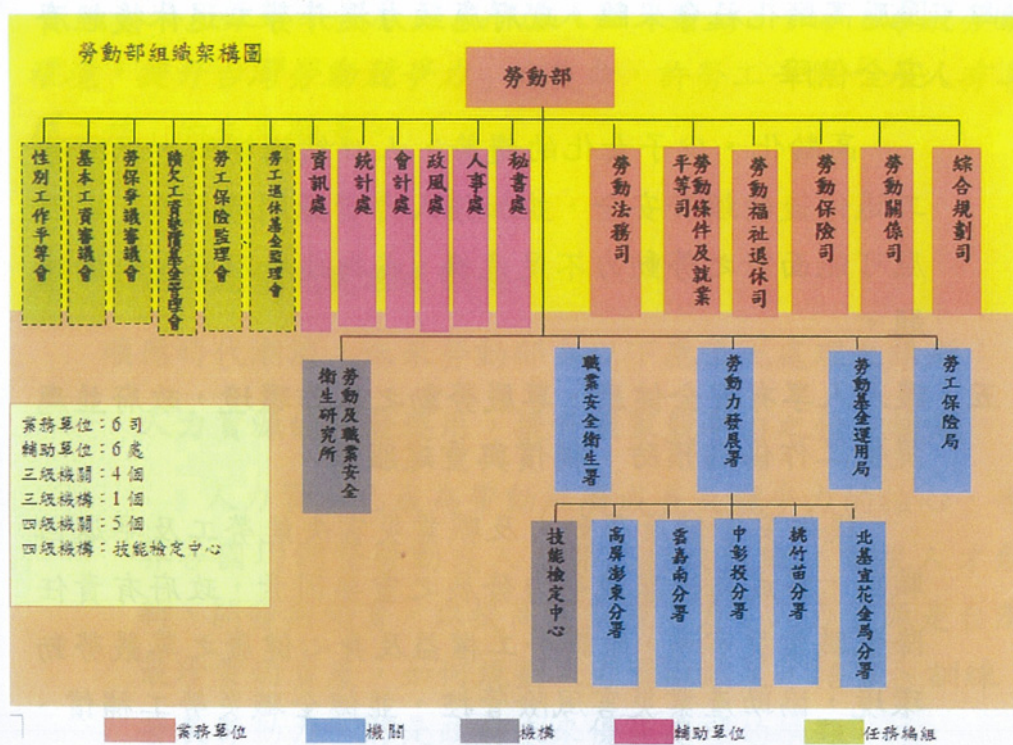 勞動部組織架構圖
勞動部
性別工作平等會
基本工資審議會
勞保爭議審議會
積欠工資墊償基金管理會
勞工保險監理會
勞工退休基金監理會
資訊處
統計處
會計處
政風處
人事處
秘書處
勞動法務司
勞動條件及就業
平等司
勞動福祉退休司
勞動保險司
勞動關係司
綜合規劃司
勞動及職業安全
衛生研究所
職業安全衛生署
勞動力發展署
勞動基金運用局
勞工保險局
業務單位：6司
輔助單位：6處
三級機關：4個
三級機構：1個
四級機關：5個
四級機構：技能檢定中心
技能檢定中心
高屏澎東分署
雲嘉南分署
中彰投分署
桃竹苗分署
北基宜花金馬分署
業務單位
機關
機構
輔助單位
任務編組